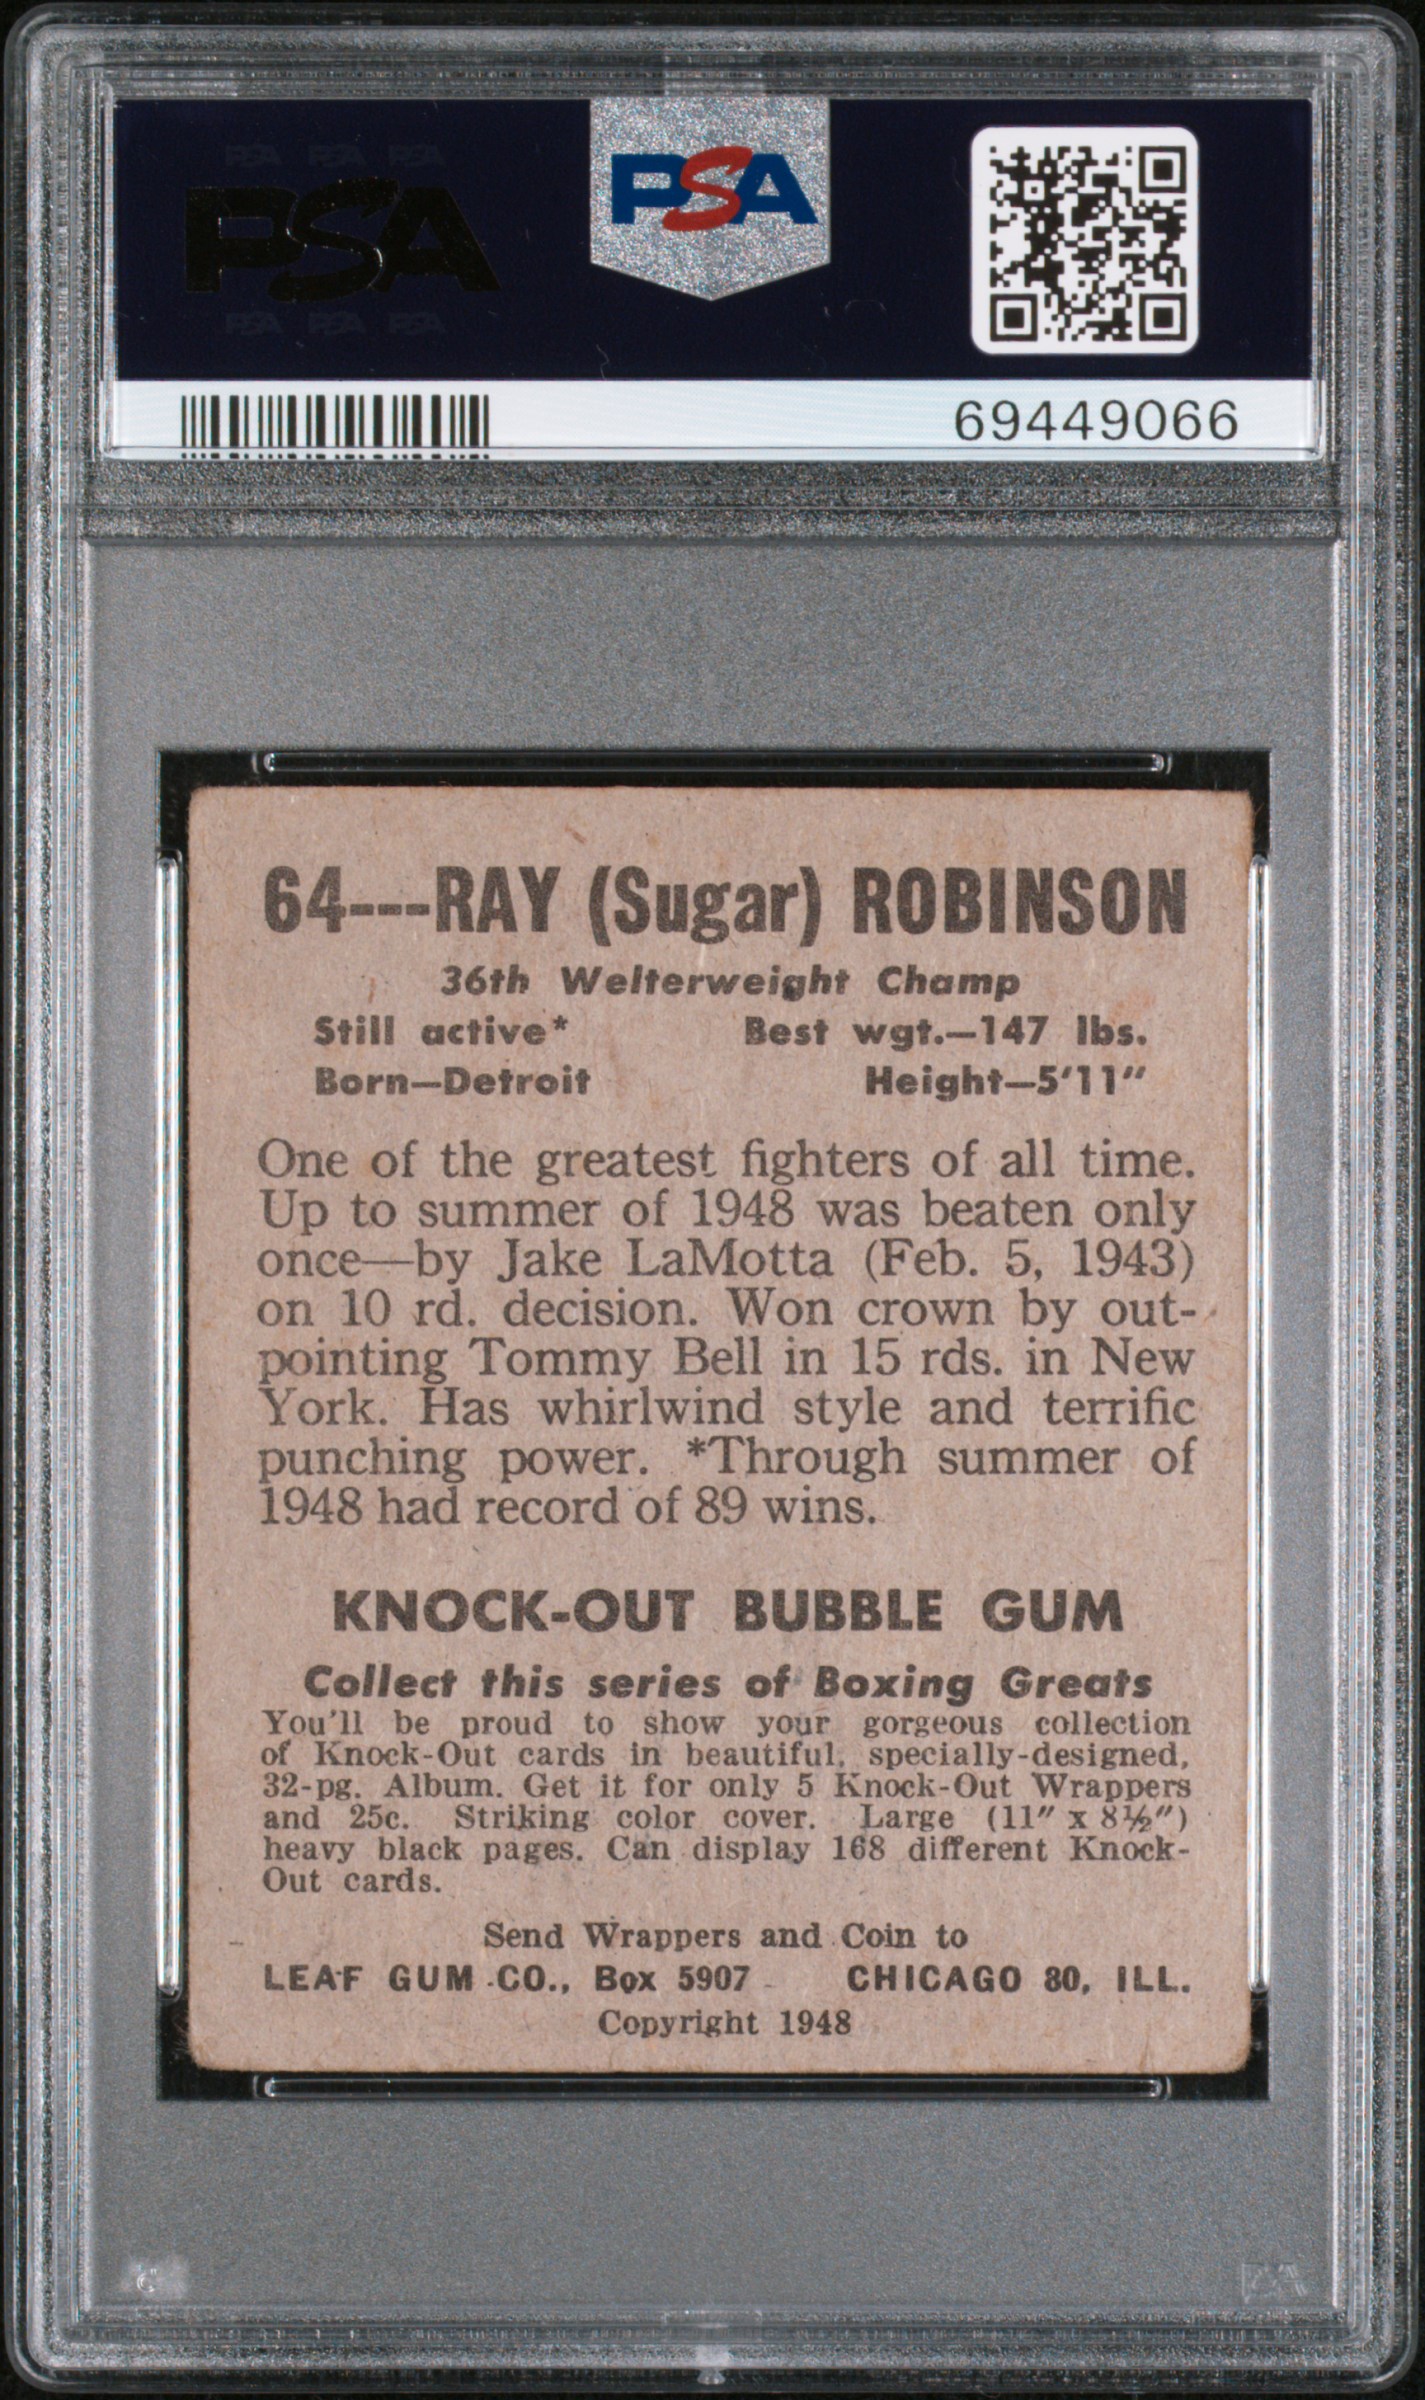 PSA PSA PSA
PSA
PSA
PSA PSA PSA
69449066
64---RAY (Sugar) ROBINSON
36th Welterweight Champ
Still active* Best wgt.—147 lbs.
Born—Detroit Height—5'11"
One of the greatest fighters of all time.
Up to summer of 1948 was beaten only
once—by Jake LaMotta (Feb. 5, 1943)
on 10 rd. decision. Won crown by out-
pointing Tommy Bell in 15 rds. in New
York. Has whirlwind style and terrific
punching power. *Through summer of
1948 had record of 89 wins.
KNOCK-OUT BUBBLE GUM
Collect this series of Boxing Greats
You'll be proud to show your gorgeous collection
of Knock-Out cards in beautiful, specially-designed,
32-pg. Album. Get it for only 5 Knock-Out Wrappers
and 25c. Striking color cover. Large (11" x 8½")
heavy black pages. Can display 168 different Knock-
Out cards.
Send Wrappers and Coin to
LEAF GUM CO., Box 5907 CHICAGO 80, ILL.
Copyright 1948